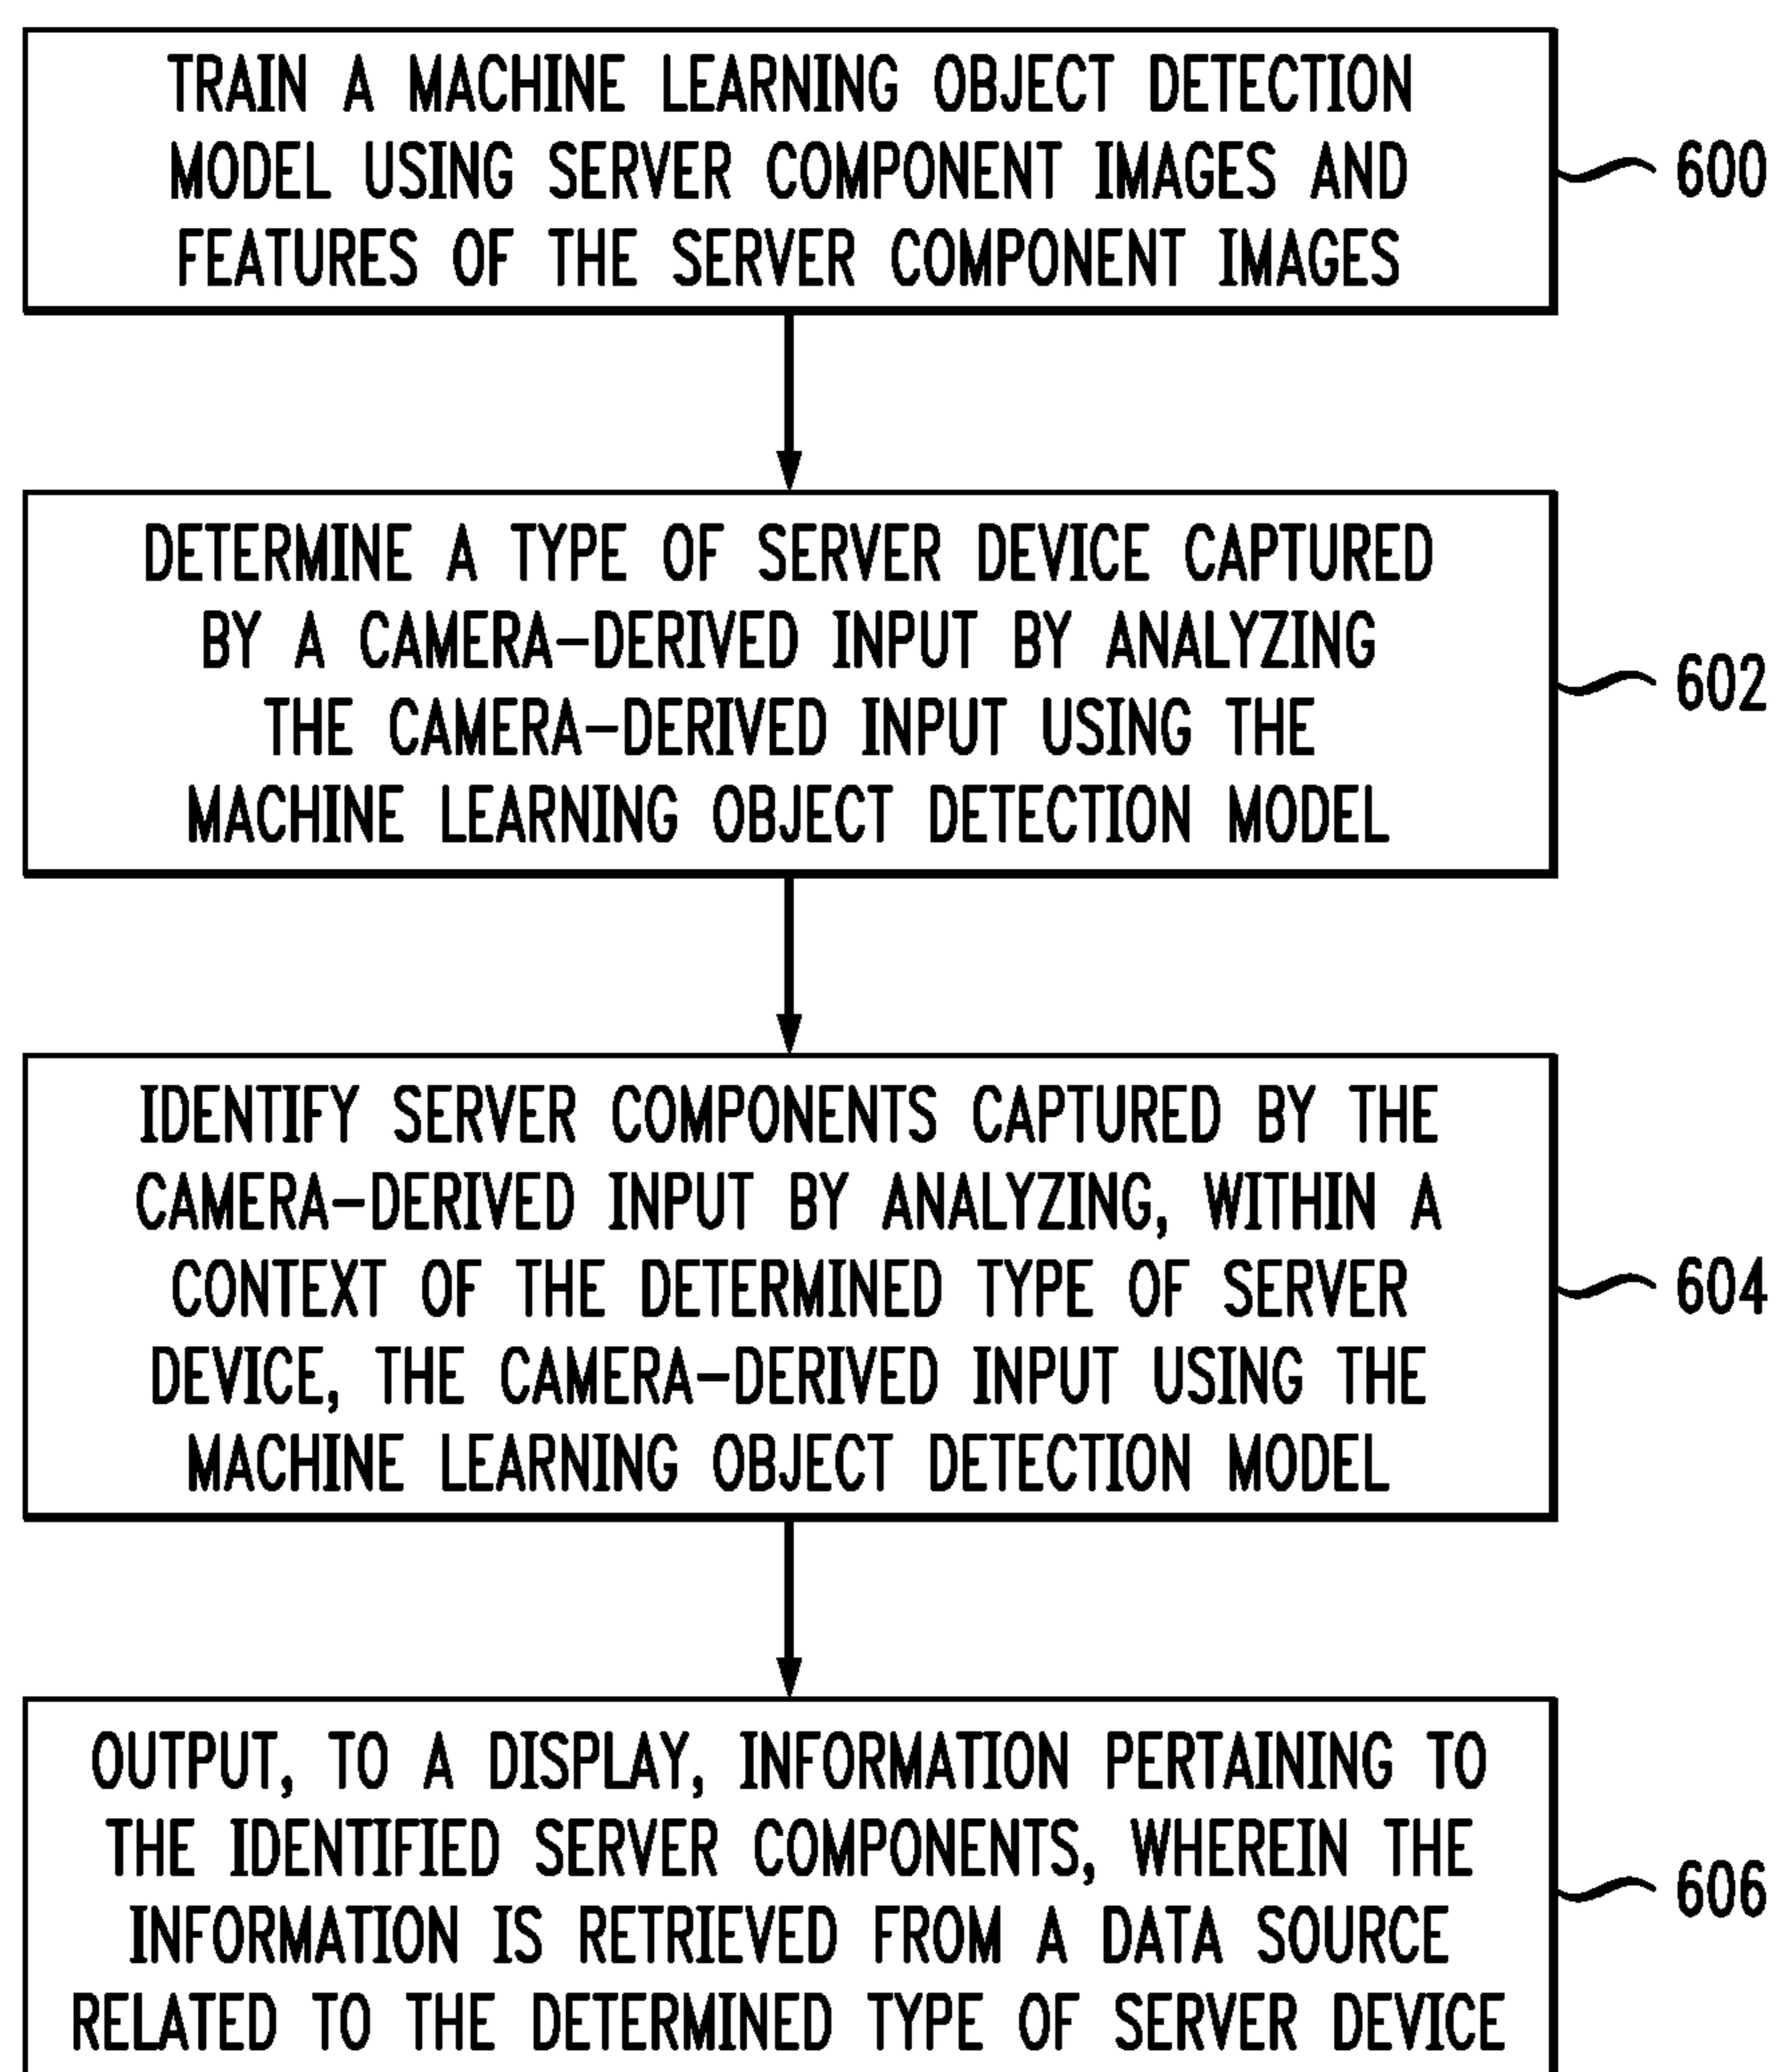 TRAIN A MACHINE LEARNING OBJECT DETECTION
MODEL USING SERVER COMPONENT IMAGES AND
FEATURES OF THE SERVER COMPONENT IMAGES
600
DETERMINE A TYPE OF SERVER DEVICE CAPTURED
BY A CAMERA-DERIVED INPUT BY ANALYZING
THE CAMERA-DERIVED INPUT USING THE
MACHINE LEARNING OBJECT DETECTION MODEL
602
IDENTIFY SERVER COMPONENTS CAPTURED BY THE
CAMERA-DERIVED INPUT BY ANALYZING, WITHIN A
CONTEXT OF THE DETERMINED TYPE OF SERVER
DEVICE, THE CAMERA-DERIVED INPUT USING THE
MACHINE LEARNING OBJECT DETECTION MODEL
604
OUTPUT, TO A DISPLAY, INFORMATION PERTAINING TO
THE IDENTIFIED SERVER COMPONENTS, WHEREIN THE
INFORMATION IS RETRIEVED FROM A DATA SOURCE
RELATED TO THE DETERMINED TYPE OF SERVER DEVICE
606